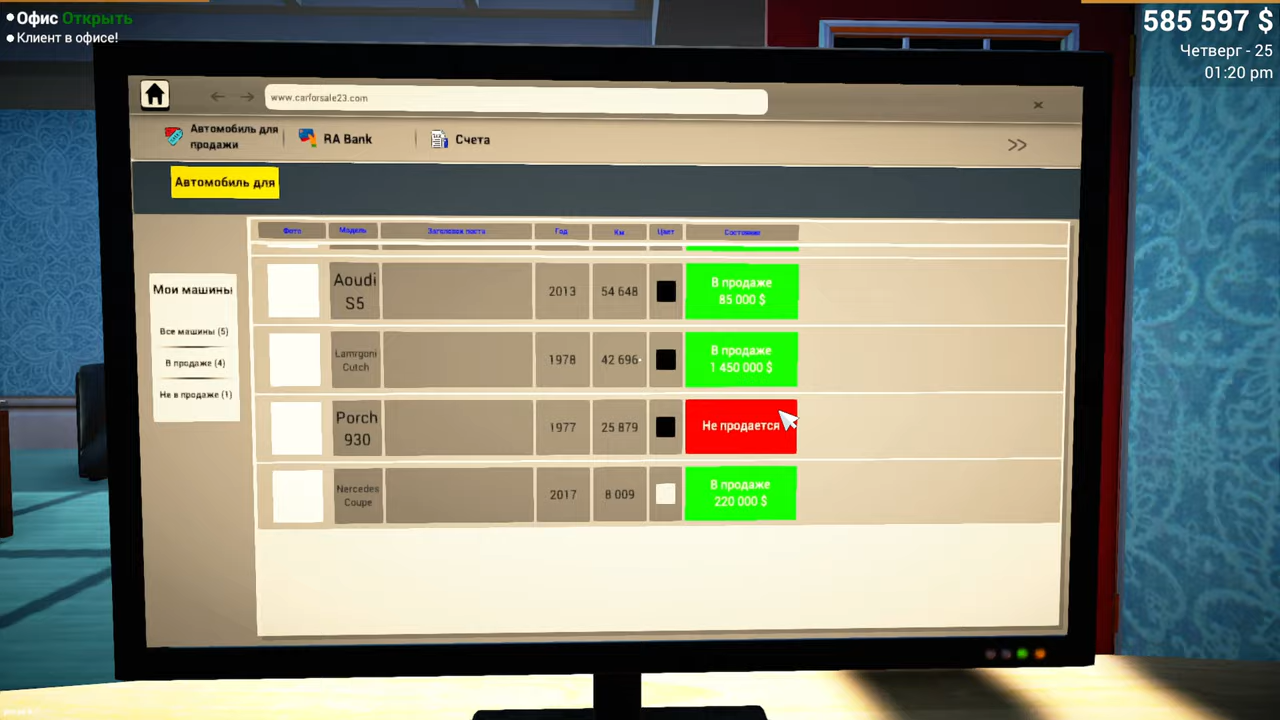 Офис Открыть
Клиент в офисе!
585 597 $
Четверг - 25
01:20 pm
www.carforsale23.com
Автомобиль для продажи
RA Bank
Счета
>>
Автомобиль для
Фото Модель Заголовок поста Год Км Цвет Состояние
Мои машины
Все машины (5)
В продаже (4)
Не в продаже (1)
Aoudi S5 2013 54 648 В продаже 85 000 $
Lamrgoni Cutch 1978 42 696 В продаже 1 450 000 $
Porch 930 1977 25 879 Не продается
Nercedes Coupe 2017 8 009 В продаже 220 000 $